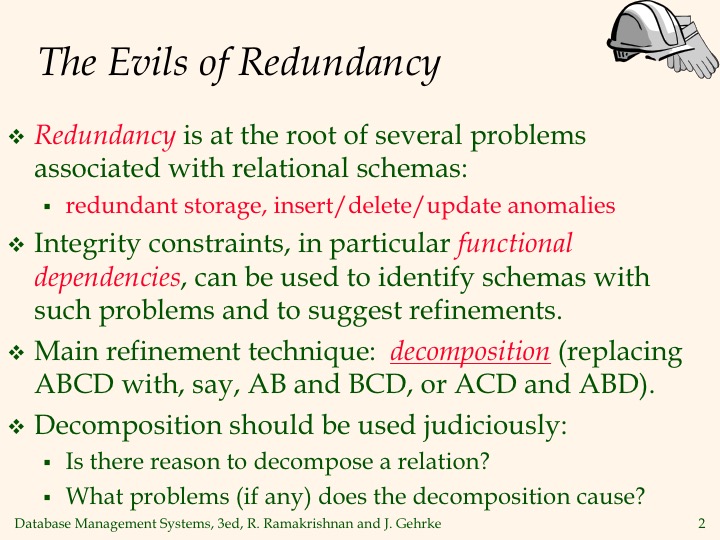 The Evils of Redundancy
❖ Redundancy is at the root of several problems
associated with relational schemas:
▪ redundant storage, insert/delete/update anomalies
❖ Integrity constraints, in particular functional
dependencies, can be used to identify schemas with
such problems and to suggest refinements.
❖ Main refinement technique: decomposition (replacing
ABCD with, say, AB and BCD, or ACD and ABD).
❖ Decomposition should be used judiciously:
▪ Is there reason to decompose a relation?
▪ What problems (if any) does the decomposition cause?
Database Management Systems, 3ed, R. Ramakrishnan and J. Gehrke 2